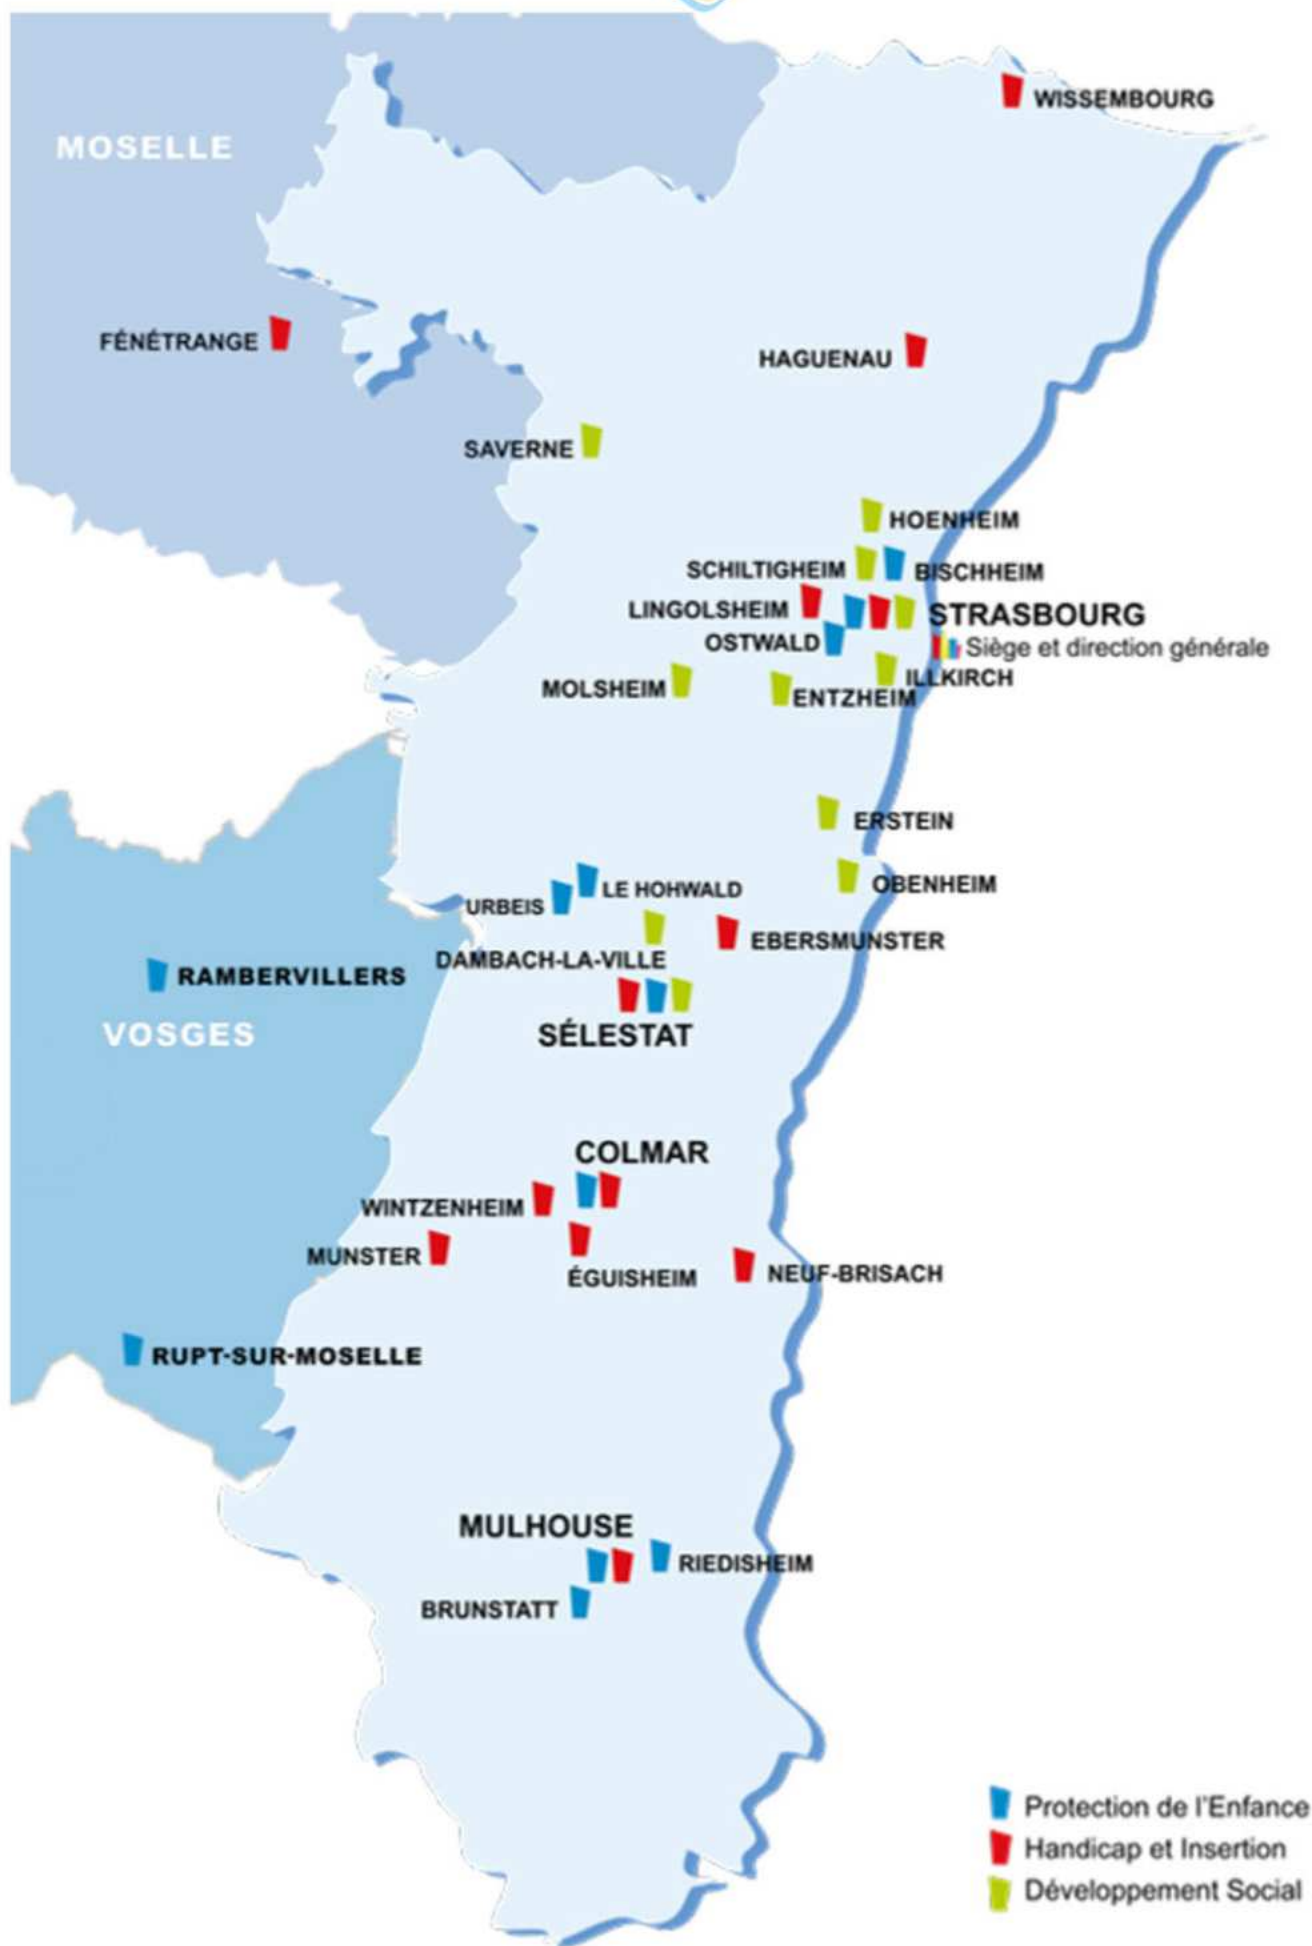 WISSEMBOURG
MOSELLE
FÉNÉTRANGE
HAGUENAU
SAVERNE
HOENHEIM
SCHILTIGHEIM
BISCHHEIM
LINGOLSHEIM
STRASBOURG
OSTWALD
Siège et direction générale
ILLKIRCH
MOLSHEIM
ENTZHEIM
ERSTEIN
OBENHEIM
LE HOHWALD
URBEIS
EBERSMUNSTER
DAMBACH-LA-VILLE
RAMBERVILLERS
VOSGES
SÉLESTAT
COLMAR
WINTZENHEIM
MUNSTER
ÉGUISHEIM
NEUF-BRISACH
RUPT-SUR-MOSELLE
MULHOUSE
RIEDISHEIM
BRUNSTATT
Protection de l'Enfance
Handicap et Insertion
Développement Social